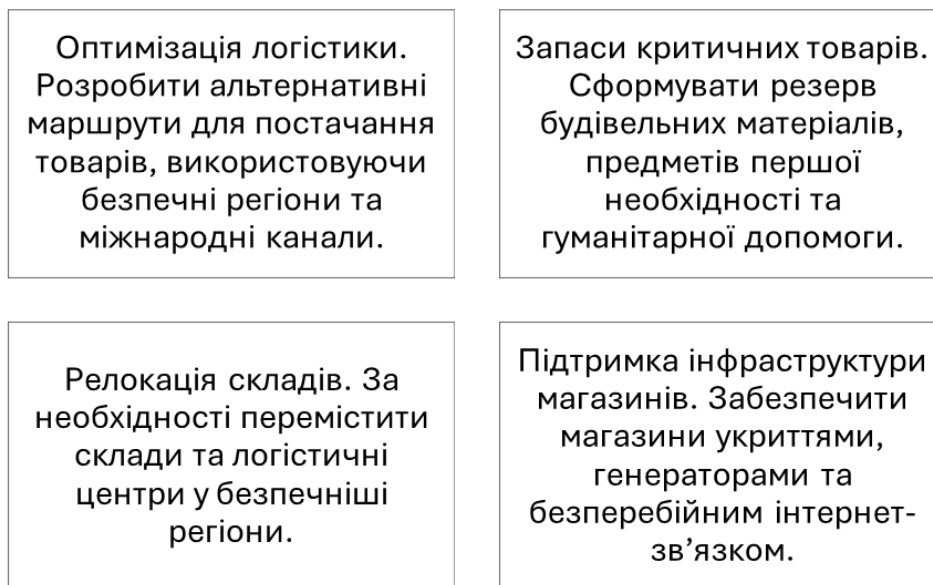 Оптимізація логістики.
Розробити альтернативні
маршрути для постачання
товарів, використовуючи
безпечні регіони та
міжнародні канали.
Запаси критичних товарів.
Сформувати резерв
будівельних матеріалів,
предметів першої
необхідності та
гуманітарної допомоги.
Релокація складів. За
необхідності перемістити
склади та логістичні
центри у безпечніші
регіони.
Підтримка інфраструктури
магазинів. Забезпечити
магазини укриттями,
генераторами та
безперебійним інтернет-
зв’язком.